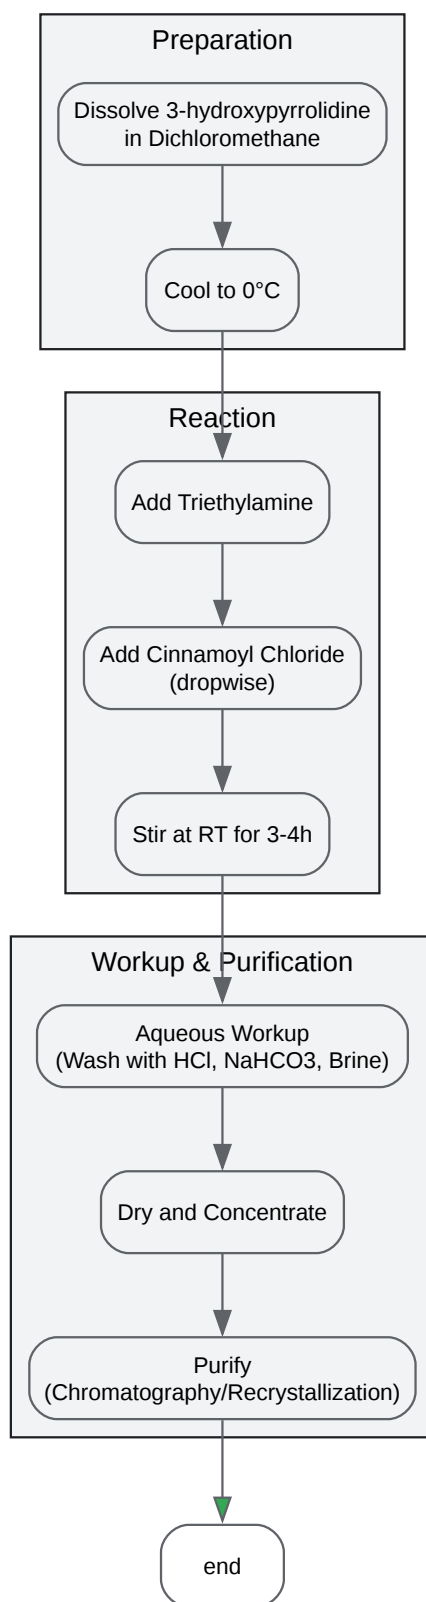 Preparation
Dissolve 3-hydroxypyrrolidine
in Dichloromethane
Cool to 0°C
Reaction
Add Triethylamine
Add Cinnamoyl Chloride
(dropwise)
Stir at RT for 3-4h
Workup & Purification
Aqueous Workup
(Wash with HCl, NaHCO3, Brine)
Dry and Concentrate
Purify
(Chromatography/Recrystallization)
end